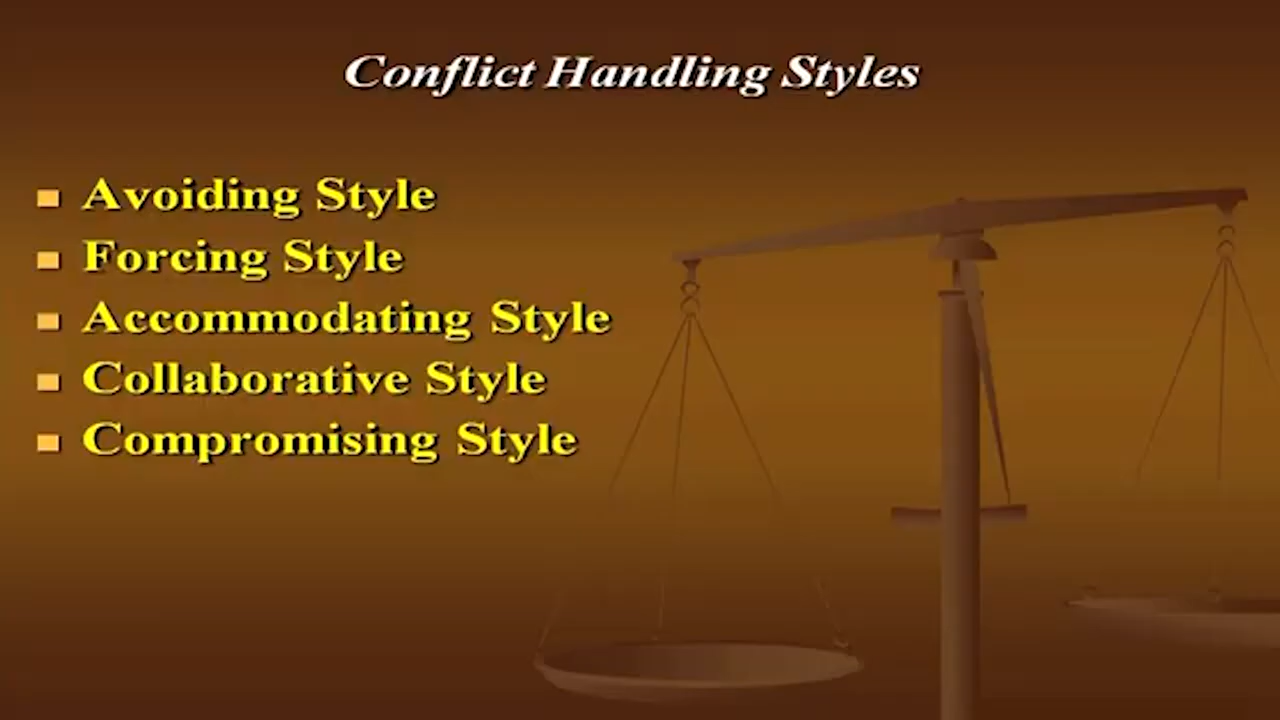 Conflict Handling Styles
Avoiding Style
Forcing Style
Accommodating Style
Collaborative Style
Compromising Style